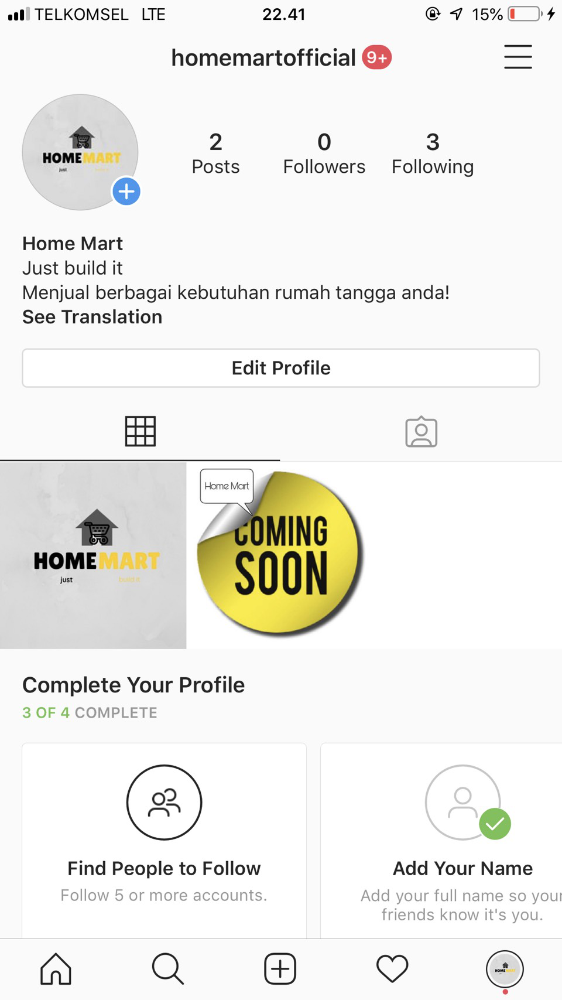 TELKOMSEL LTE 22.41 15%
homemartofficial 9+
HOMEMART
just build it
2 0 3
Posts Followers Following
Home Mart
Just build it
Menjual berbagai kebutuhan rumah tangga anda!
See Translation
Edit Profile
HOMEMART
just build it
Home Mart
COMING
SOON
Complete Your Profile
3 OF 4 COMPLETE
Find People to Follow
Follow 5 or more accounts.
Add Your Name
Add your full name so your
friends know it's you.
HOMEMART